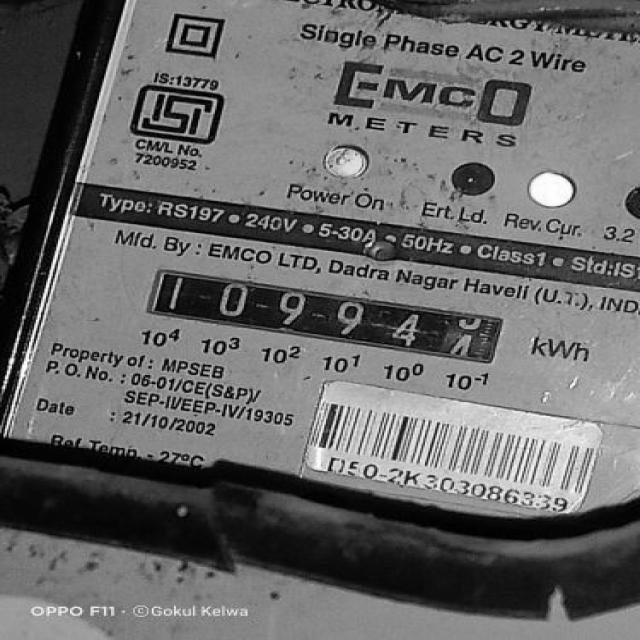 Single Phase AC 2 Wire
IS:13779
EMCO
METERS
ISI
CM/L No.
7200952
Power On
Ert. Ld.
Rev. Cur.
3.2
Type: RS197 • 240V • 5-30A • 50Hz • Class1 • Std:IS
Mfd. By : EMCO LTD, Dadra Nagar Haveli (U.T.), IND
1 0 9 9 4
kWh
10⁴ 10³ 10² 10¹ 10⁰ 10⁻¹
Property of : MPSEB
P. O. No. : 06-01/CE(S&P)/
SEP-II/EEP-IV/19305
Date : 21/10/2002
Ref. Temp. - 27°C
D50-2K303086339
OPPO F11 · ©Gokul Kelwa